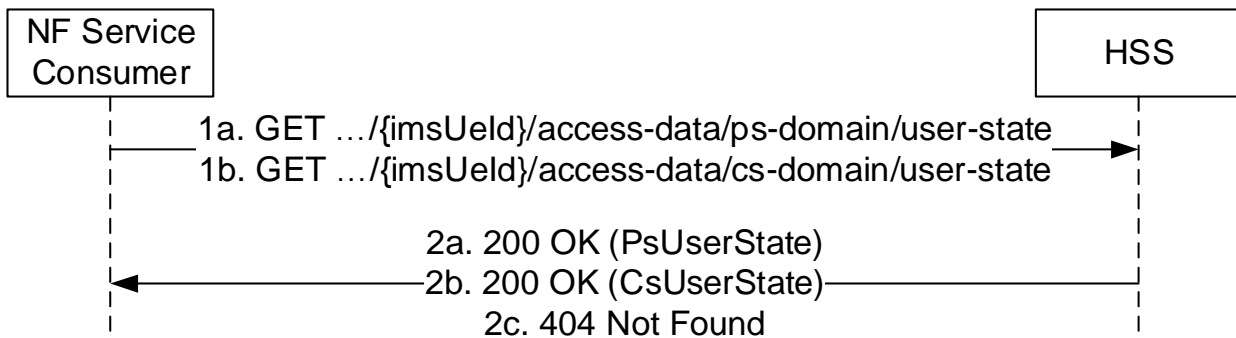 NF Service
Consumer
HSS
1a. GET …/{imsUeId}/access-data/ps-domain/user-state
1b. GET …/{imsUeId}/access-data/cs-domain/user-state
2a. 200 OK (PsUserState)
2b. 200 OK (CsUserState)
2c. 404 Not Found